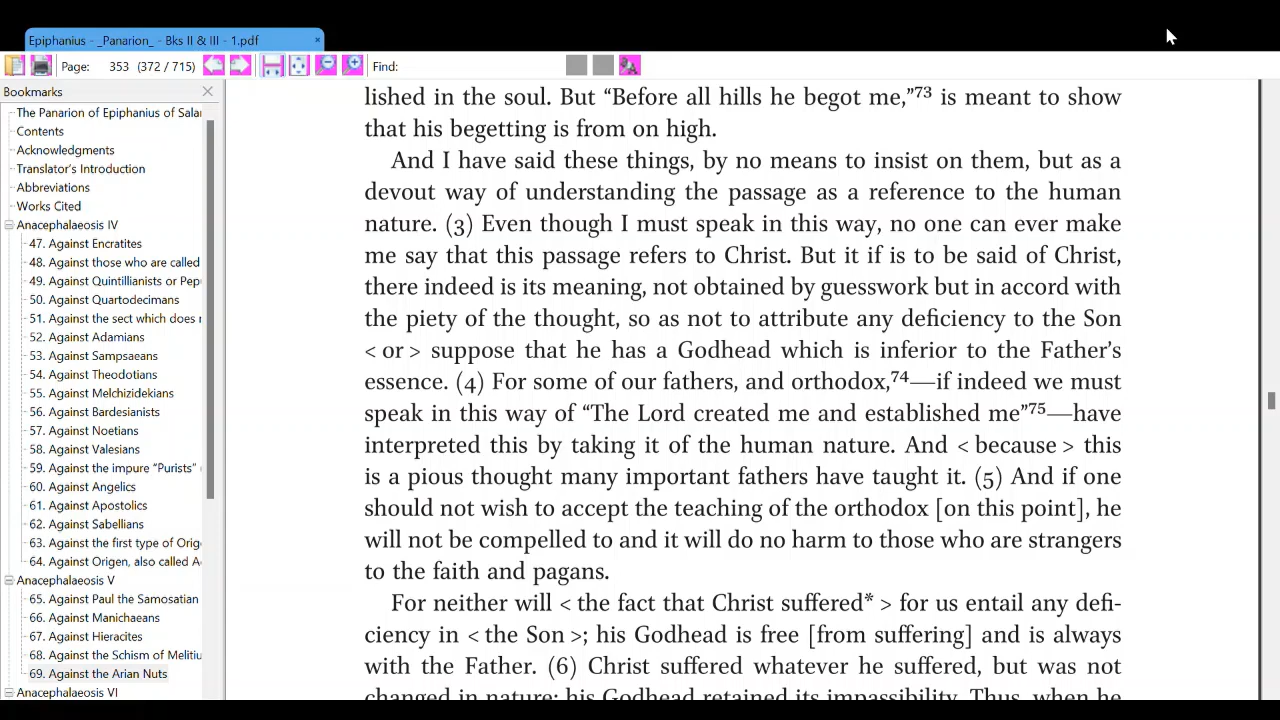 Epiphanius - _Panarion_ - Bks II & III - 1.pdf
Page: 353 (372 / 715) Find:
Bookmarks
The Panarion of Epiphanius of Sala
Contents
Acknowledgments
Translator's Introduction
Abbreviations
Works Cited
Anacephalaeosis IV
47. Against Encratites
48. Against those who are called
49. Against Quintillianists or Pep
50. Against Quartodecimans
51. Against the sect which does r
52. Against Adamians
53. Against Sampsaeans
54. Against Theodotians
55. Against Melchizidekians
56. Against Bardesianists
57. Against Noetians
58. Against Valesians
59. Against the impure "Purists" (
60. Against Angelics
61. Against Apostolics
62. Against Sabellians
63. Against the first type of Orig
64. Against Origen, also called A
Anacephalaeosis V
65. Against Paul the Samosatian
66. Against Manichaeans
67. Against Hieracites
68. Against the Schism of Melitiu
69. Against the Arian Nuts
Anacephalaeosis VI
lished in the soul. But “Before all hills he begot me,”73 is meant to show
that his begetting is from on high.
And I have said these things, by no means to insist on them, but as a
devout way of understanding the passage as a reference to the human
nature. (3) Even though I must speak in this way, no one can ever make
me say that this passage refers to Christ. But it if is to be said of Christ,
there indeed is its meaning, not obtained by guesswork but in accord with
the piety of the thought, so as not to attribute any deficiency to the Son
< or > suppose that he has a Godhead which is inferior to the Father’s
essence. (4) For some of our fathers, and orthodox,74—if indeed we must
speak in this way of “The Lord created me and established me”75—have
interpreted this by taking it of the human nature. And < because > this
is a pious thought many important fathers have taught it. (5) And if one
should not wish to accept the teaching of the orthodox [on this point], he
will not be compelled to and it will do no harm to those who are strangers
to the faith and pagans.
For neither will < the fact that Christ suffered* > for us entail any defi-
ciency in < the Son >; his Godhead is free [from suffering] and is always
with the Father. (6) Christ suffered whatever he suffered, but was not
changed in nature; his Godhead retained its impassibility. Thus, when he